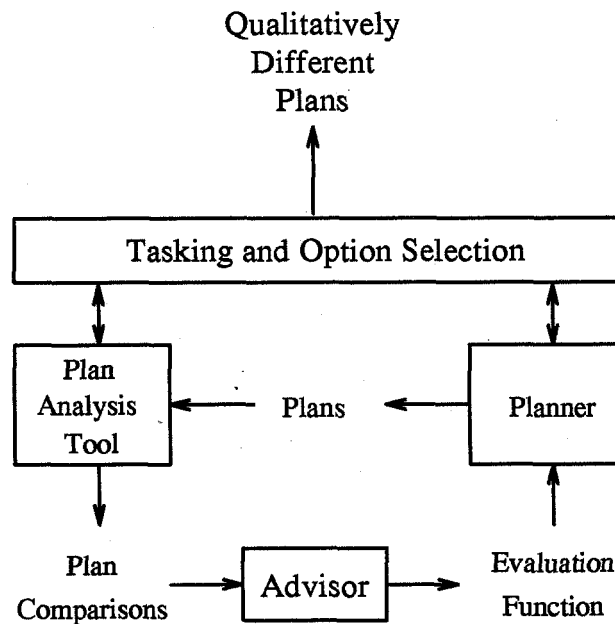 Qualitatively
Different
Plans
Tasking and Option Selection
Plan
Analysis
Tool
Plans
Planner
Plan
Comparisons
Advisor
Evaluation
Function